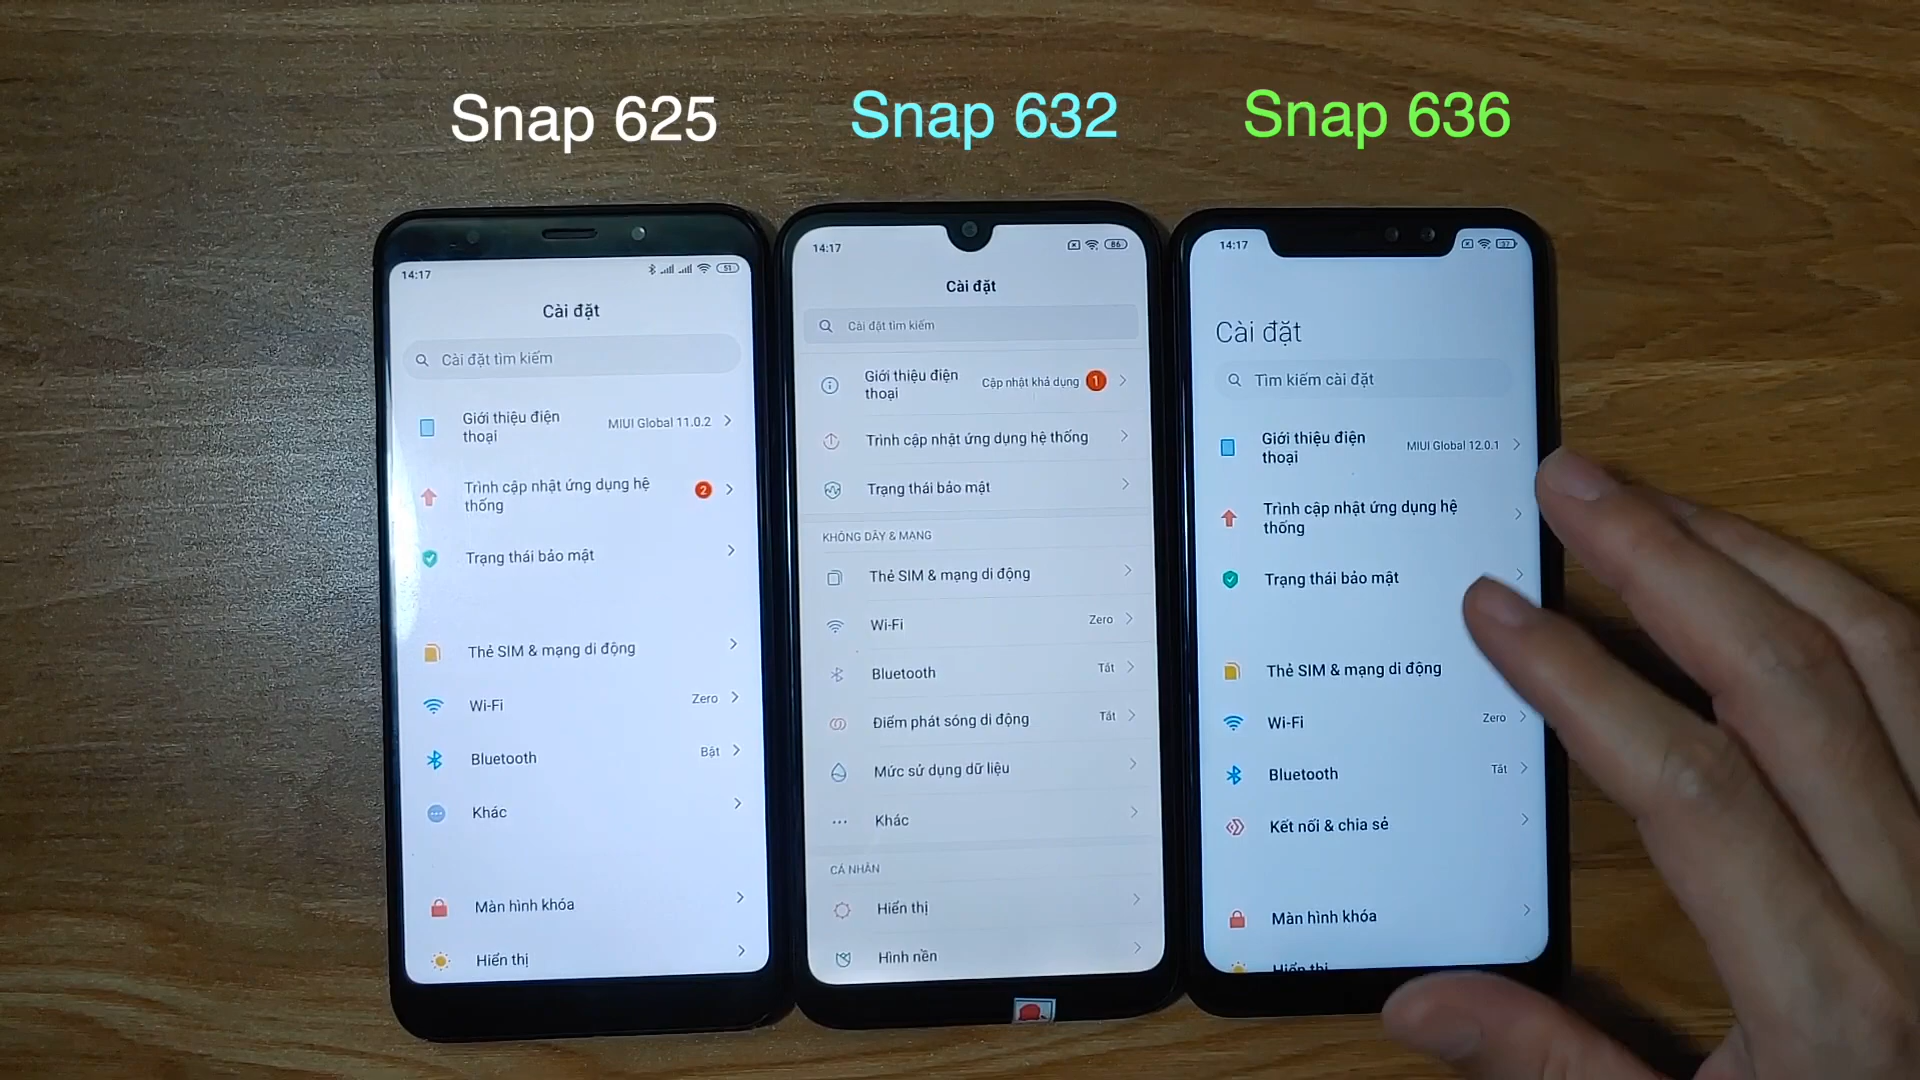 Snap 625
Snap 632
Snap 636
14:17
51
Cài đặt
Cài đặt tìm kiếm
Giới thiệu điện
thoại
MIUI Global 11.0.2
Trình cập nhật ứng dụng hệ
thống
2
Trạng thái bảo mật
Thẻ SIM & mạng di động
Wi-Fi
Zero
Bluetooth
Bật
Khác
Màn hình khóa
Hiển thị
14:17
86
Cài đặt
Cài đặt tìm kiếm
Giới thiệu điện
thoại
Cập nhật khả dụng
1
Trình cập nhật ứng dụng hệ thống
Trạng thái bảo mật
KHÔNG DÂY & MẠNG
Thẻ SIM & mạng di động
Wi-Fi
Zero
Bluetooth
Tắt
Điểm phát sóng di động
Tắt
Mức sử dụng dữ liệu
Khác
CÁ NHÂN
Hiển thị
Hình nền
14:17
37
Cài đặt
Tìm kiếm cài đặt
Giới thiệu điện
thoại
MIUI Global 12.0.1
Trình cập nhật ứng dụng hệ
thống
Trạng thái bảo mật
Thẻ SIM & mạng di động
Wi-Fi
Zero
Bluetooth
Tắt
Kết nối & chia sẻ
Màn hình khóa
Hiển thị